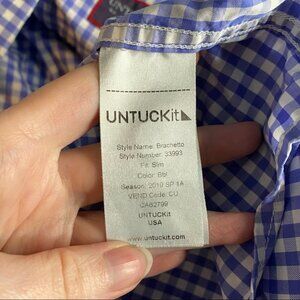 UNTUCKit
Style Name: Brachetto
Style Number: 33993
Fit: Slim
Color: Blu
Season: 2019 SP 1A
VEND Code: CU
CA82799
UNTUCKit
USA
www.untuckit.com